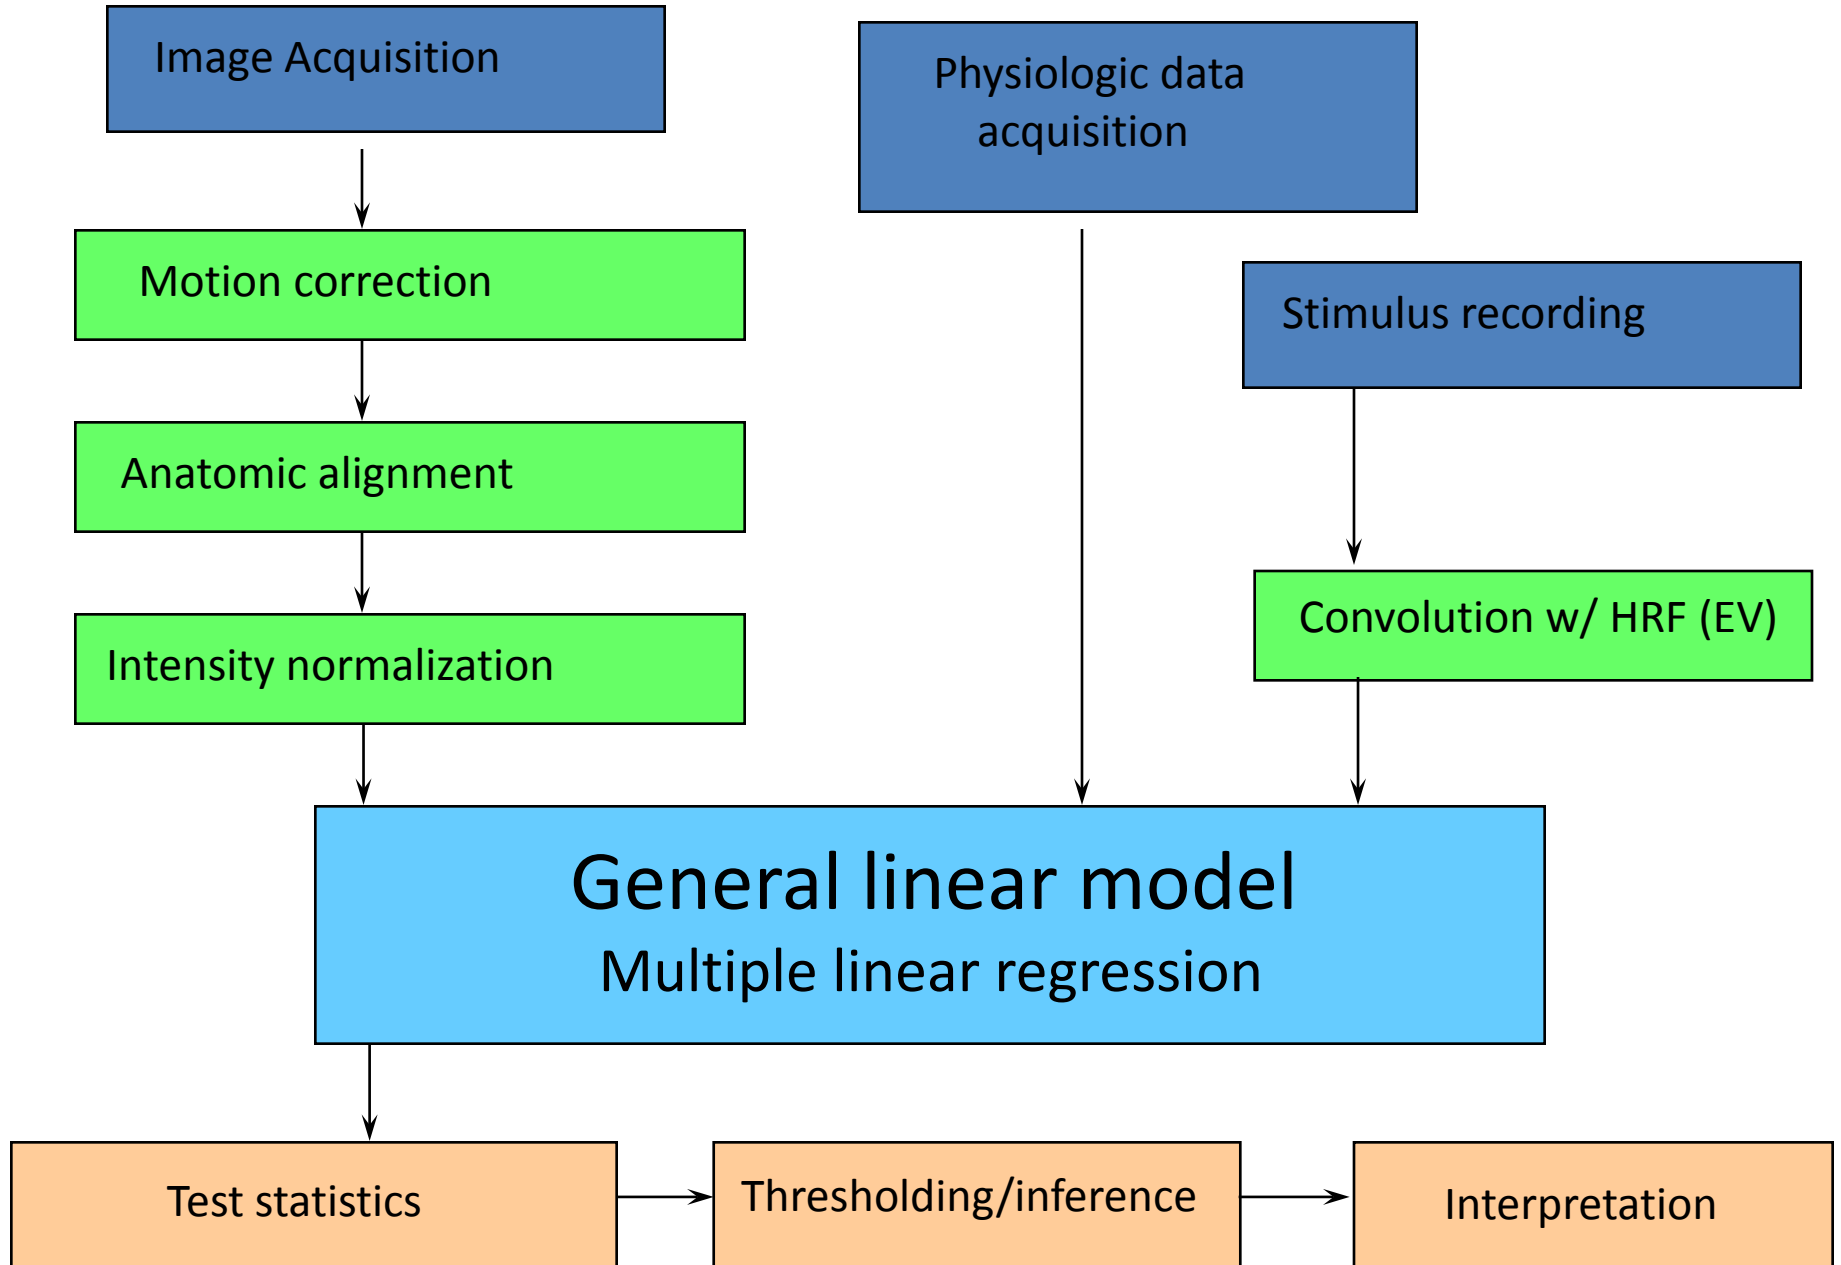 Image Acquisition
Physiologic data
acquisition
Motion correction
Stimulus recording
Anatomic alignment
Convolution w/ HRF (EV)
Intensity normalization
General linear model
Multiple linear regression
Test statistics
Thresholding/inference
Interpretation